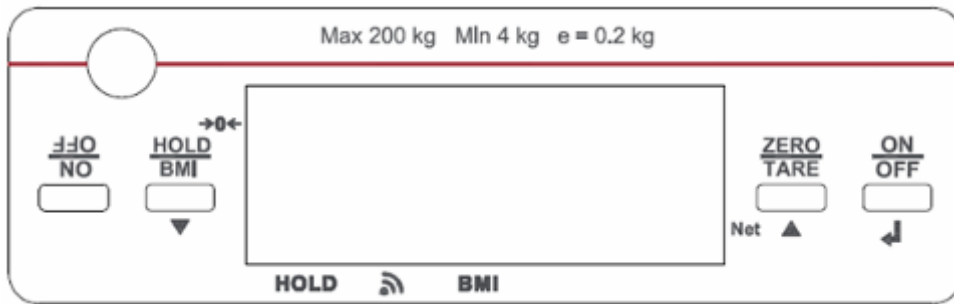 Max 200 kg Min 4 kg e = 0.2 kg
→0←
ON
OFF
HOLD
BMI
ZERO
TARE
ON
OFF
Net
HOLD BMI